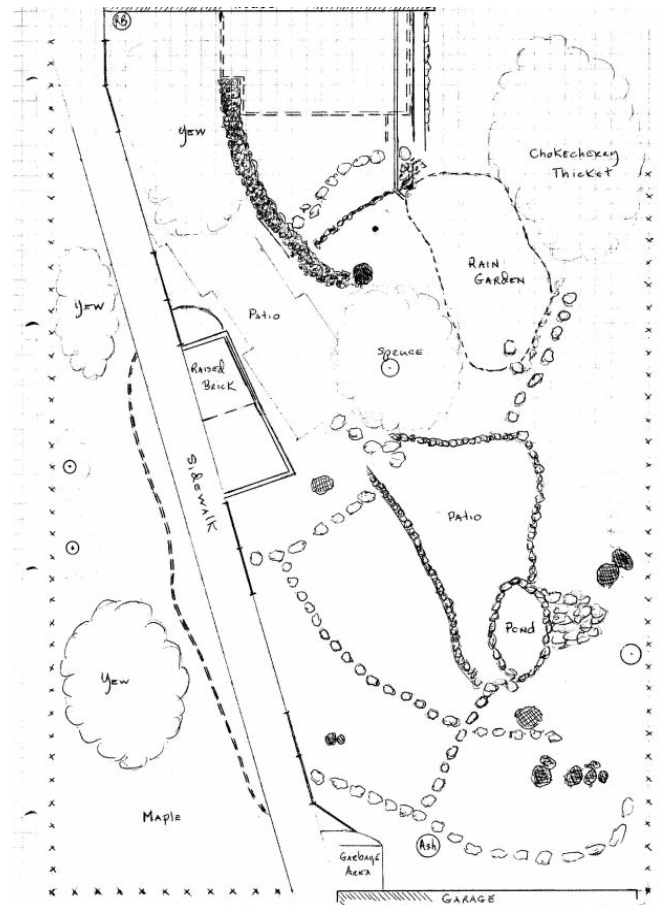 RB
Yew
Chokecherry
Thicket
Rain
Garden
Yew
Patio
Spruce
Raised
Brick
Sidewalk
Patio
Pond
Yew
Maple
Ash
Garbage
Area
Garage